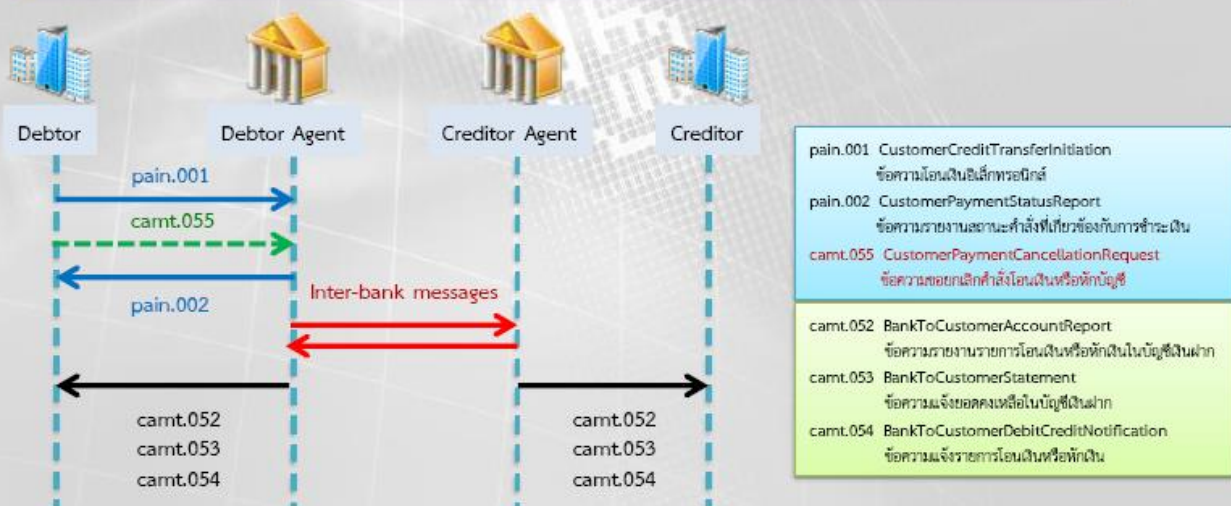 Debtor
Debtor Agent
Creditor Agent
Creditor
pain.001
camt.055
pain.002
Inter-bank messages
camt.052
camt.053
camt.054
camt.052
camt.053
camt.054
pain.001 CustomerCreditTransferInitiation
ข้อความโอนเงินอิเล็กทรอนิกส์
pain.002 CustomerPaymentStatusReport
ข้อความรายงานสถานะคำสั่งที่เกี่ยวข้องกับการชำระเงิน
camt.055 CustomerPaymentCancellationRequest
ข้อความขอยกเลิกคำสั่งโอนเงินหรือหักบัญชี
camt.052 BankToCustomerAccountReport
ข้อความรายงานรายการโอนเงินหรือหักเงินในบัญชีเงินฝาก
camt.053 BankToCustomerStatement
ข้อความแจ้งยอดคงเหลือในบัญชีเงินฝาก
camt.054 BankToCustomerDebitCreditNotification
ข้อความแจ้งรายการโอนเงินหรือหักเงิน